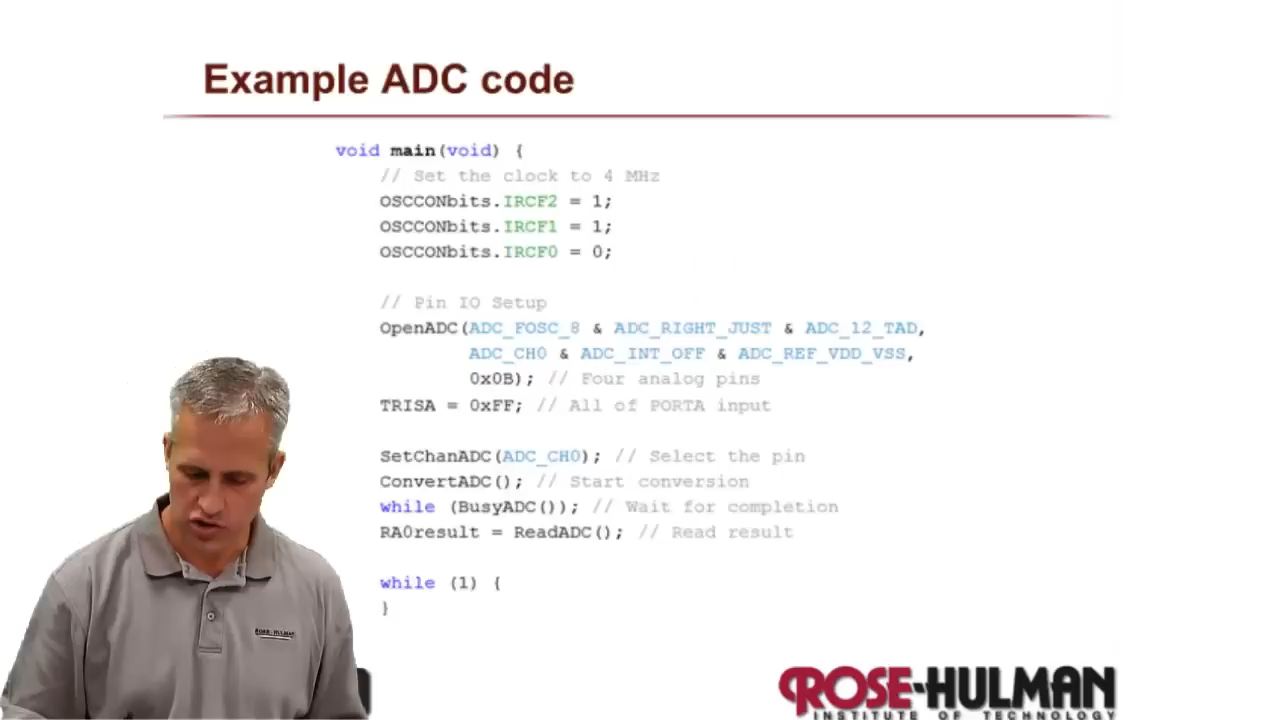 Example ADC code
void main(void) {
// Set the clock to 4 MHz
OSCCONbits.IRCF2 = 1;
OSCCONbits.IRCF1 = 1;
OSCCONbits.IRCF0 = 0;
// Pin IO Setup
OpenADC(ADC_FOSC_8 & ADC_RIGHT_JUST & ADC_12_TAD,
ADC_CH0 & ADC_INT_OFF & ADC_REF_VDD_VSS,
0x0B); // Four analog pins
TRISA = 0xFF; // All of PORTA input
SetChanADC(ADC_CH0); // Select the pin
ConvertADC(); // Start conversion
while (BusyADC()); // Wait for completion
RA0result = ReadADC(); // Read result
while (1) {
}
ROSE-HULMAN
ROSE-HULMAN
INSTITUTE OF TECHNOLOGY